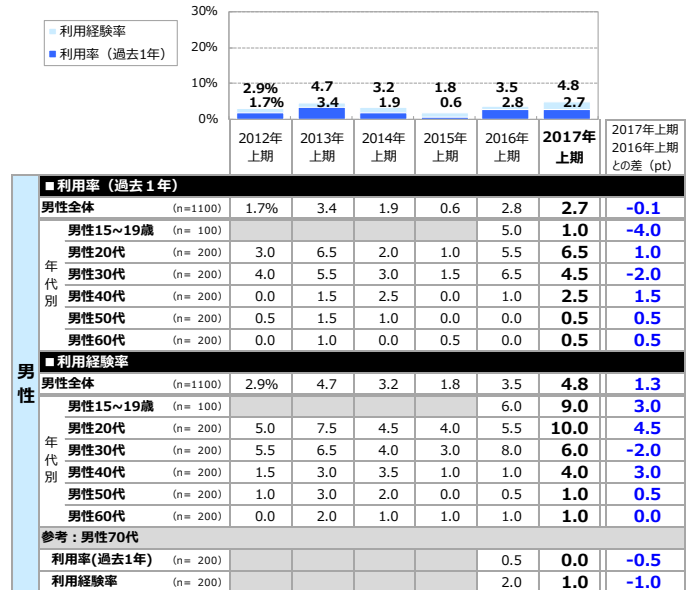 30%
利用経験率
利用率（過去1年）
20%
10%
2.9% 4.7 3.2 1.8 3.5 4.8
1.7% 3.4 1.9 0.6 2.8 2.7
0%
2012年上期 2013年上期 2014年上期 2015年上期 2016年上期 2017年上期 2017年上期2016年上期との差（pt）
男性
■利用率（過去１年）
男性全体 (n=1100) 1.7% 3.4 1.9 0.6 2.8 2.7 -0.1
年代別
男性15~19歳 (n= 100) 5.0 1.0 -4.0
男性20代 (n= 200) 3.0 6.5 2.0 1.0 5.5 6.5 1.0
男性30代 (n= 200) 4.0 5.5 3.0 1.5 6.5 4.5 -2.0
男性40代 (n= 200) 0.0 1.5 2.5 0.0 1.0 2.5 1.5
男性50代 (n= 200) 0.5 1.5 1.0 0.0 0.0 0.5 0.5
男性60代 (n= 200) 0.0 1.0 0.0 0.5 0.0 0.5 0.5
■利用経験率
男性全体 (n=1100) 2.9% 4.7 3.2 1.8 3.5 4.8 1.3
年代別
男性15~19歳 (n= 100) 6.0 9.0 3.0
男性20代 (n= 200) 5.0 7.5 4.5 4.0 5.5 10.0 4.5
男性30代 (n= 200) 5.5 6.5 4.0 3.0 8.0 6.0 -2.0
男性40代 (n= 200) 1.5 3.0 3.5 1.0 1.0 4.0 3.0
男性50代 (n= 200) 1.0 3.0 2.0 0.0 0.5 1.0 0.5
男性60代 (n= 200) 0.0 2.0 1.0 1.0 1.0 1.0 0.0
参考：男性70代
利用率(過去1年) (n= 200) 0.5 0.0 -0.5
利用経験率 (n= 200) 2.0 1.0 -1.0